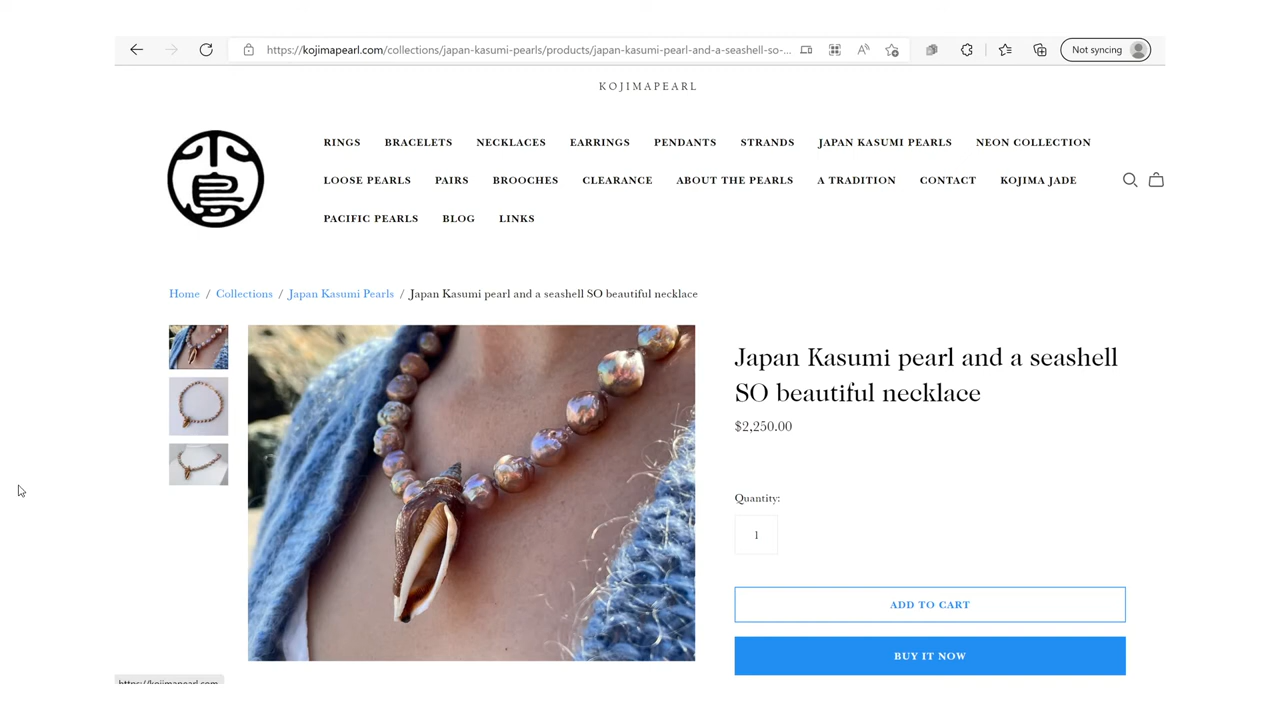 https://kojimapearl.com/collections/japan-kasumi-pearls/products/japan-kasumi-pearl-and-a-seashell-so-...
Not syncing
KOJIMAPEARL
小島
RINGS BRACELETS NECKLACES EARRINGS PENDANTS STRANDS JAPAN KASUMI PEARLS NEON COLLECTION
LOOSE PEARLS PAIRS BROOCHES CLEARANCE ABOUT THE PEARLS A TRADITION CONTACT KOJIMA JADE
PACIFIC PEARLS BLOG LINKS
Home / Collections / Japan Kasumi Pearls / Japan Kasumi pearl and a seashell SO beautiful necklace
Japan Kasumi pearl and a seashell
SO beautiful necklace
$2,250.00
Quantity:
1
ADD TO CART
BUY IT NOW
https://kojimapearl.com